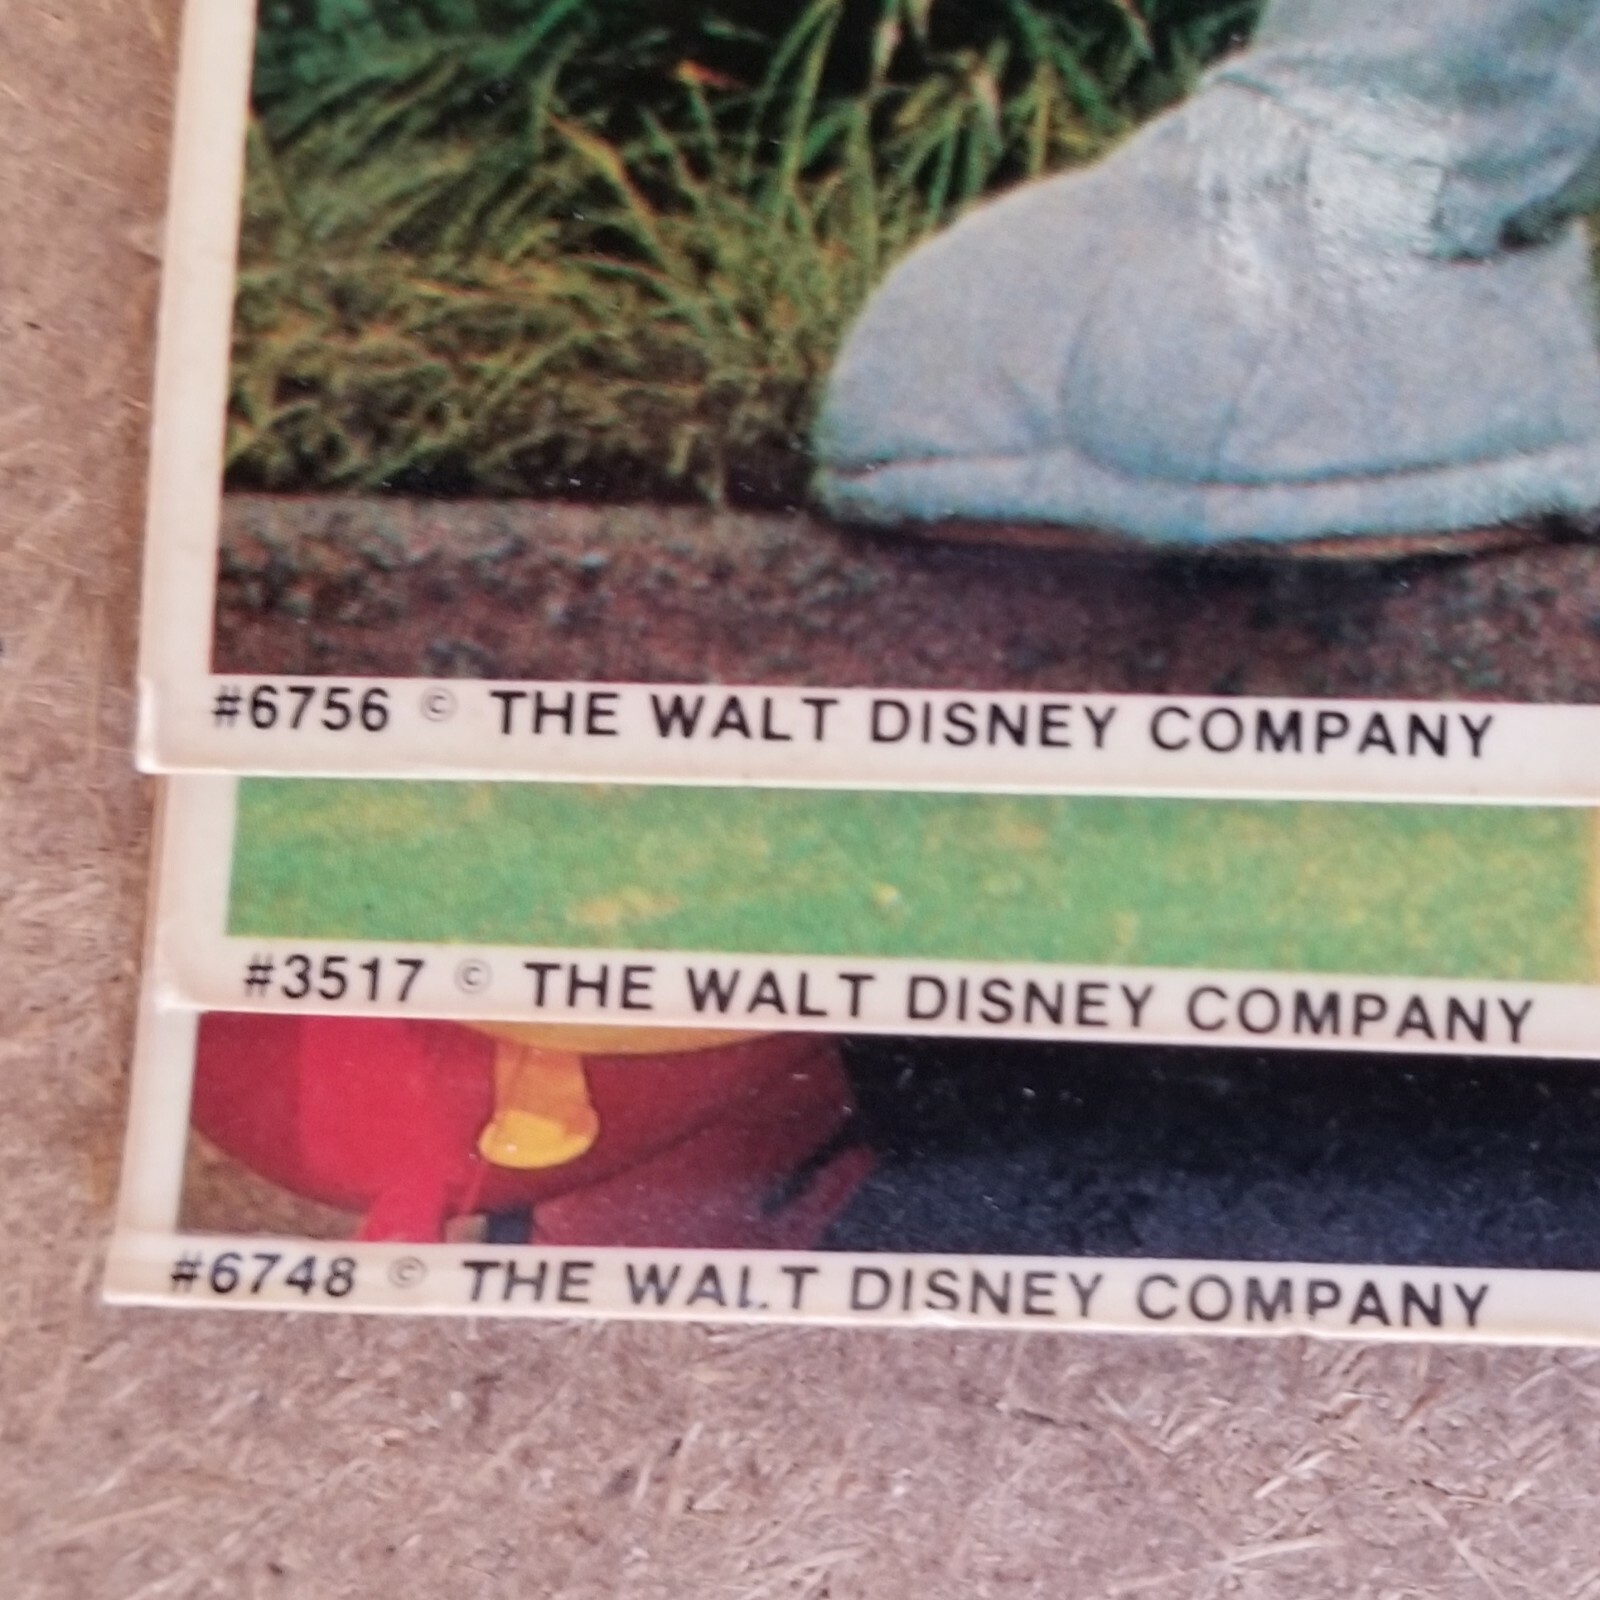 #6756 © THE WALT DISNEY COMPANY
#3517 © THE WALT DISNEY COMPANY
#6748 © THE WALT DISNEY COMPANY